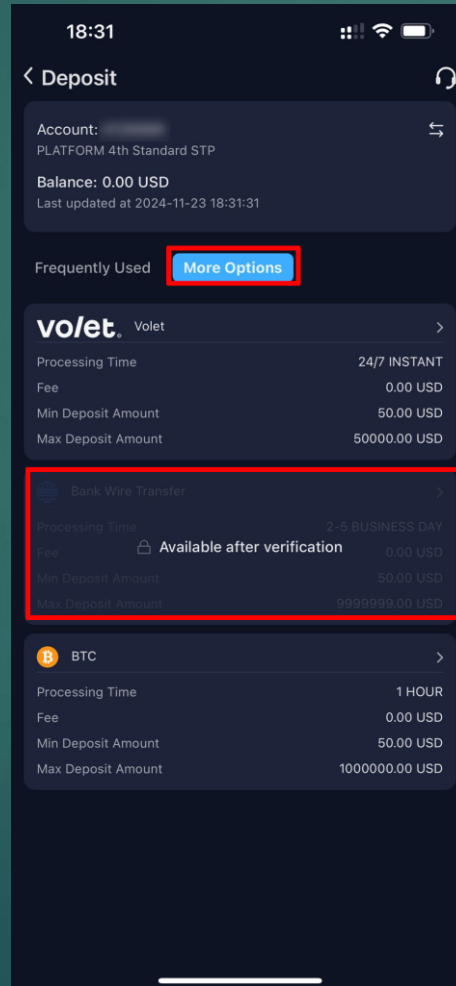 18:31
Deposit
Account:
PLATFORM 4th Standard STP
Balance: 0.00 USD
Last updated at 2024-11-23 18:31:31
Frequently Used More Options
volet. Volet
Processing Time 24/7 INSTANT
Fee 0.00 USD
Min Deposit Amount 50.00 USD
Max Deposit Amount 50000.00 USD
Bank Wire Transfer
Processing Time 2-5 BUSINESS DAY
Available after verification
Fee 0.00 USD
Min Deposit Amount 50.00 USD
Max Deposit Amount 9999999.00 USD
BTC
Processing Time 1 HOUR
Fee 0.00 USD
Min Deposit Amount 50.00 USD
Max Deposit Amount 1000000.00 USD